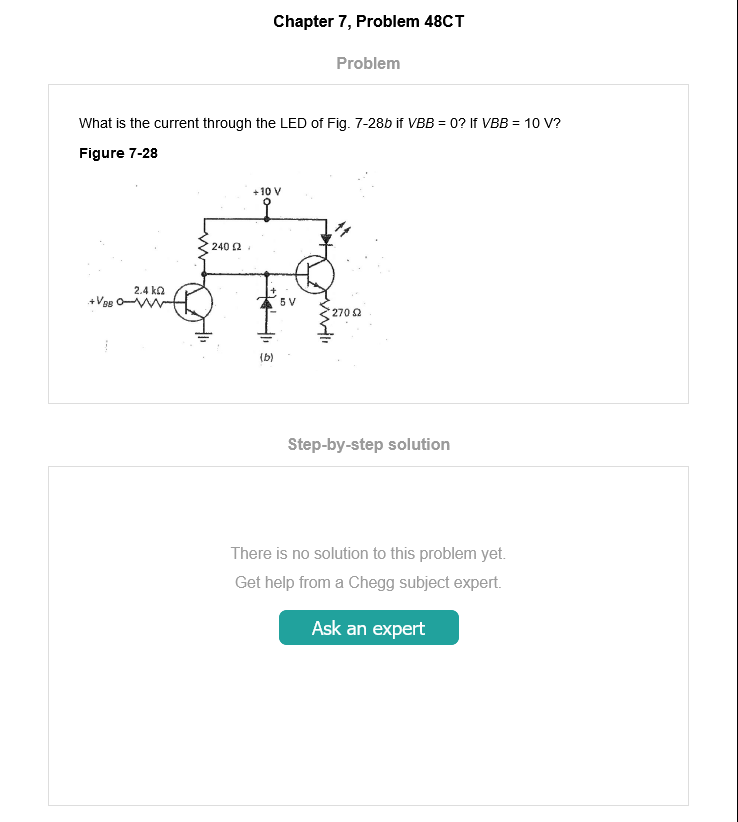 Chapter 7, Problem 48CT
Problem
What is the current through the LED of Fig. 7-28b if VBB = 0? If VBB = 10 V?
Figure 7-28
+10 V
240 Ω
2.4 kΩ
+VBB
+
5 V
−
270 Ω
(b)
Step-by-step solution
There is no solution to this problem yet.
Get help from a Chegg subject expert.
Ask an expert